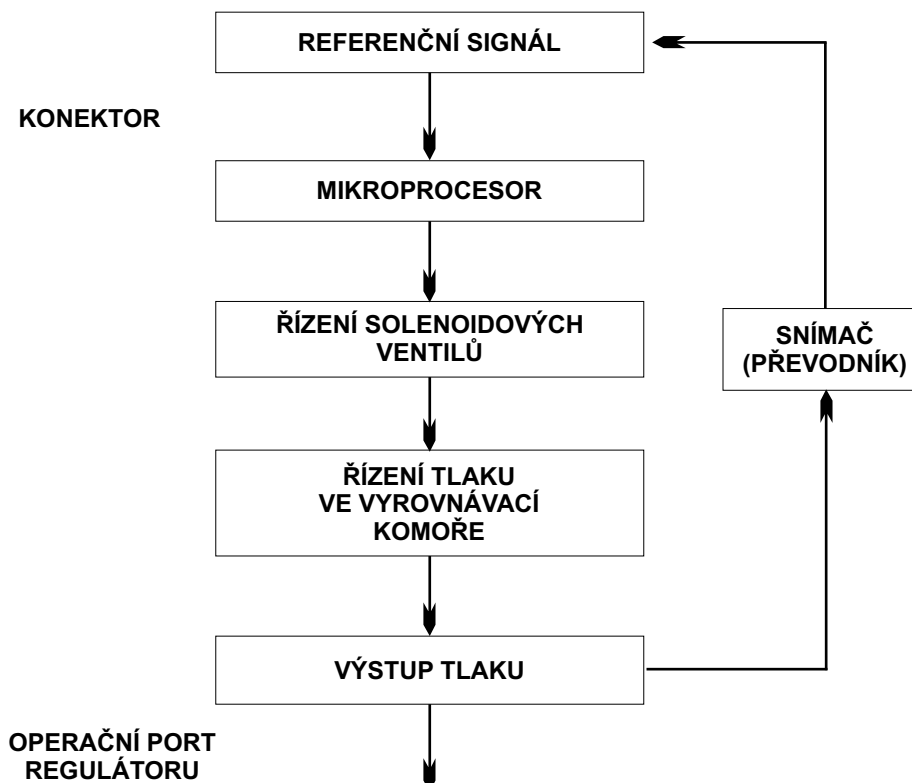 REFERENČNÍ SIGNÁL
KONEKTOR
MIKROPROCESOR
ŘÍZENÍ SOLENOIDOVÝCH
VENTILŮ
SNÍMAČ
(PŘEVODNÍK)
ŘÍZENÍ TLAKU
VE VYROVNÁVACÍ
KOMOŘE
VÝSTUP TLAKU
OPERAČNÍ PORT
REGULÁTORU